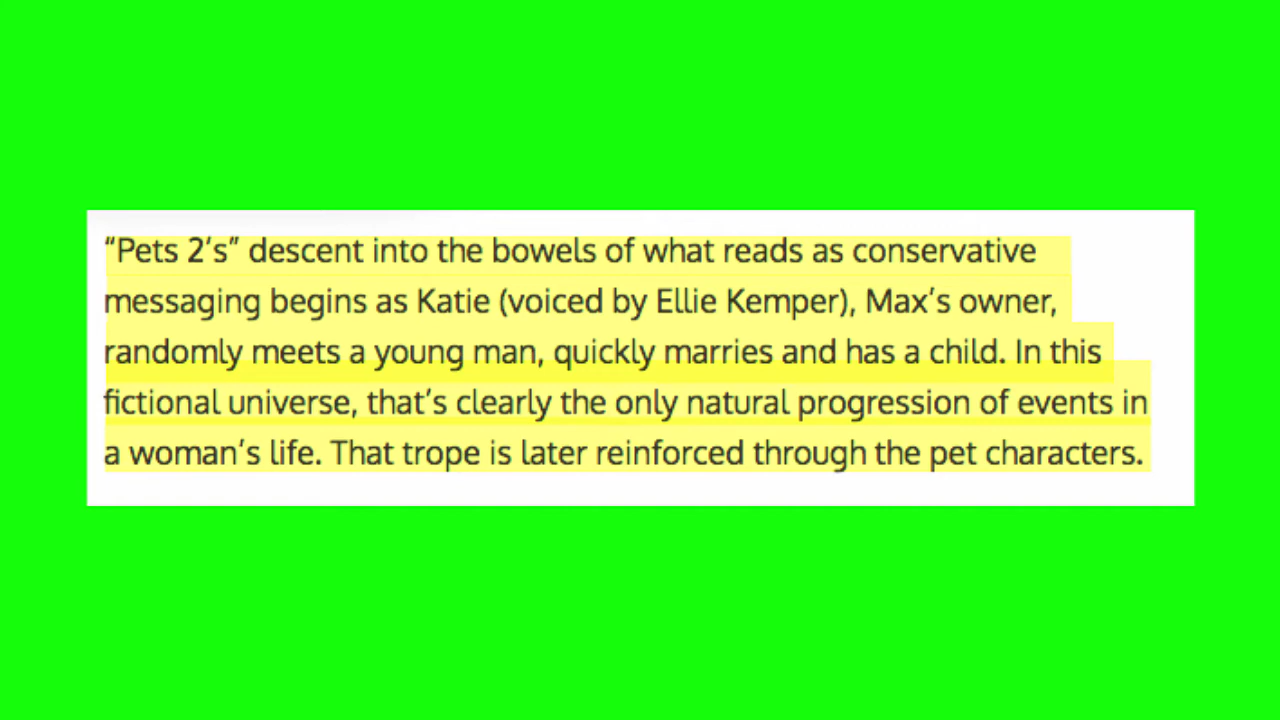 “Pets 2’s” descent into the bowels of what reads as conservative
messaging begins as Katie (voiced by Ellie Kemper), Max’s owner,
randomly meets a young man, quickly marries and has a child. In this
fictional universe, that’s clearly the only natural progression of events in
a woman’s life. That trope is later reinforced through the pet characters.